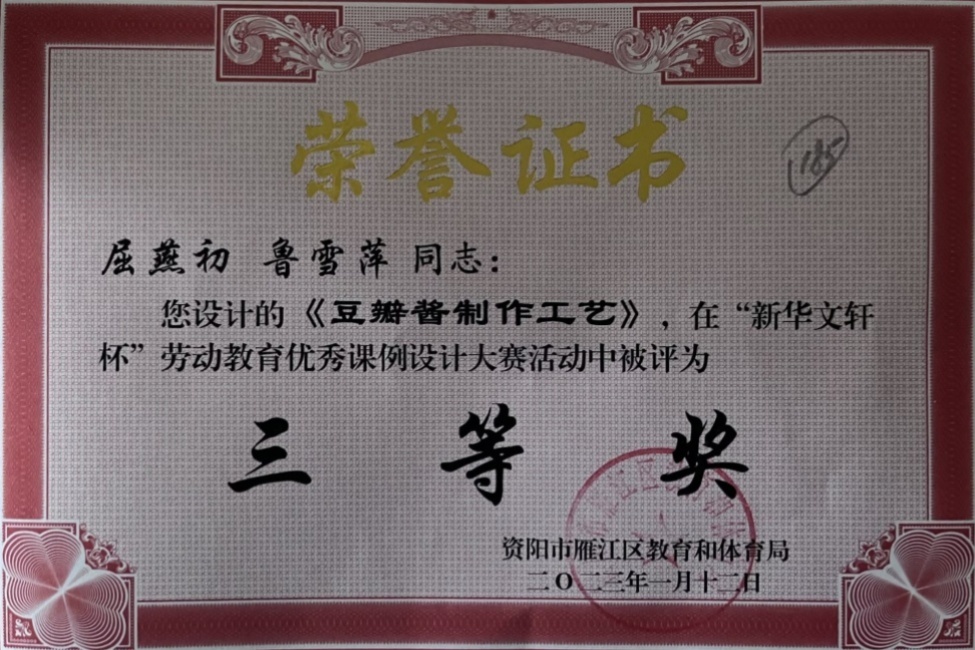 荣誉证书
185
屈燕初 鲁雪萍 同志：
您设计的《豆瓣酱制作工艺》，在“新华文轩
杯”劳动教育优秀课例设计大赛活动中被评为
三 等 奖
资阳市雁江区教育和体育局
二〇二三年一月十二日